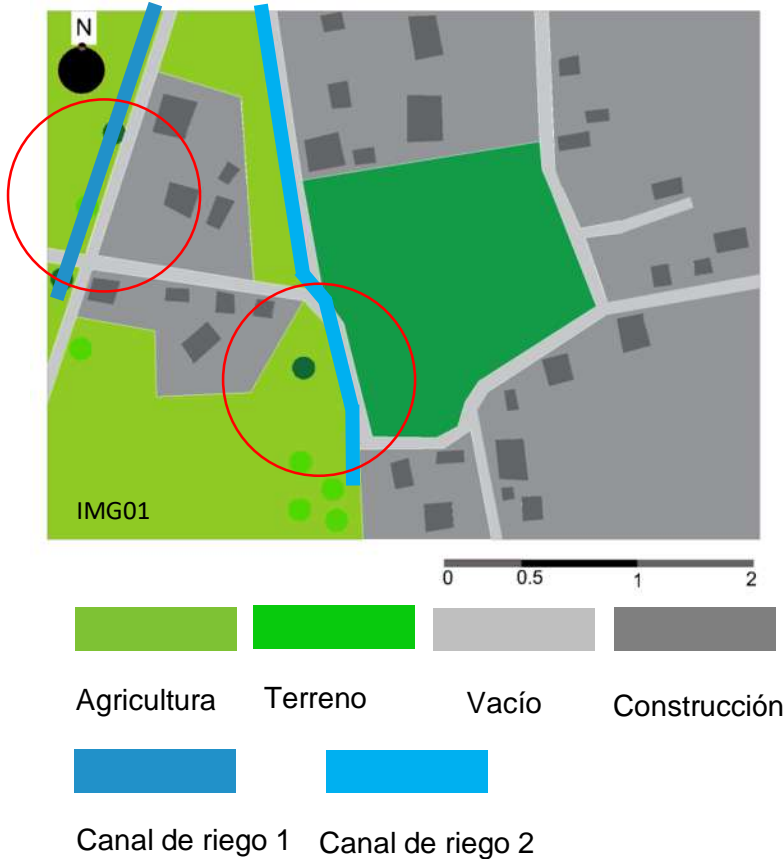 N
IMG01
0 0.5 1 2
Agricultura Terreno Vacío Construcción
Canal de riego 1 Canal de riego 2